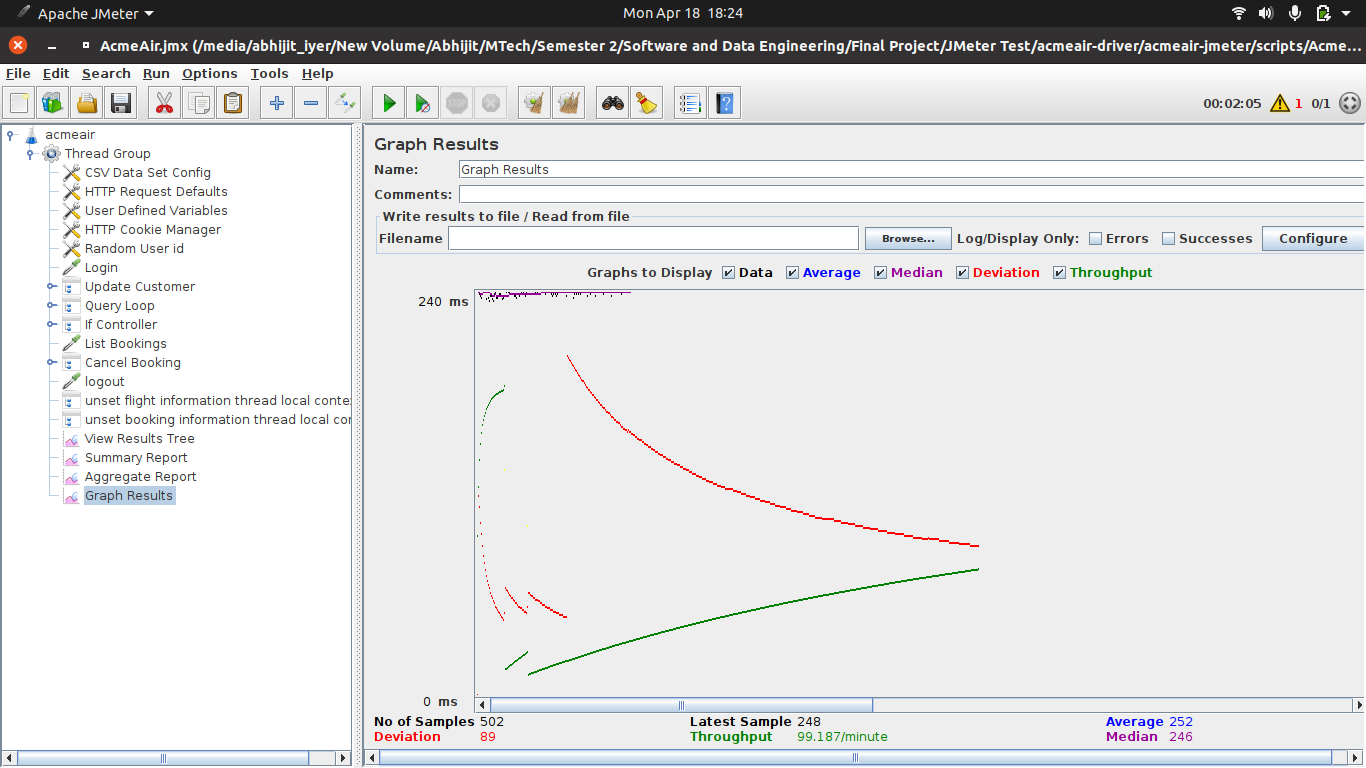 Apache JMeter
Mon Apr 18 18:24
AcmeAir.jmx (/media/abhijit_iyer/New Volume/Abhijit/MTech/Semester 2/Software and Data Engineering/Final Project/JMeter Test/acmeair-driver/acmeair-jmeter/scripts/Acme...
File Edit Search Run Options Tools Help
STOP
00:02:05 1 0/1
acmeair
Thread Group
CSV Data Set Config
HTTP Request Defaults
User Defined Variables
HTTP Cookie Manager
Random User id
Login
Update Customer
Query Loop
If Controller
List Bookings
Cancel Booking
logout
unset flight information thread local conte
unset booking information thread local cor
View Results Tree
Summary Report
Aggregate Report
Graph Results
Graph Results
Name: Graph Results
Comments:
Write results to file / Read from file
Filename Browse... Log/Display Only: Errors Successes Configure
Graphs to Display Data Average Median Deviation Throughput
240 ms
0 ms
No of Samples 502 Latest Sample 248 Average 252
Deviation 89 Throughput 99.187/minute Median 246